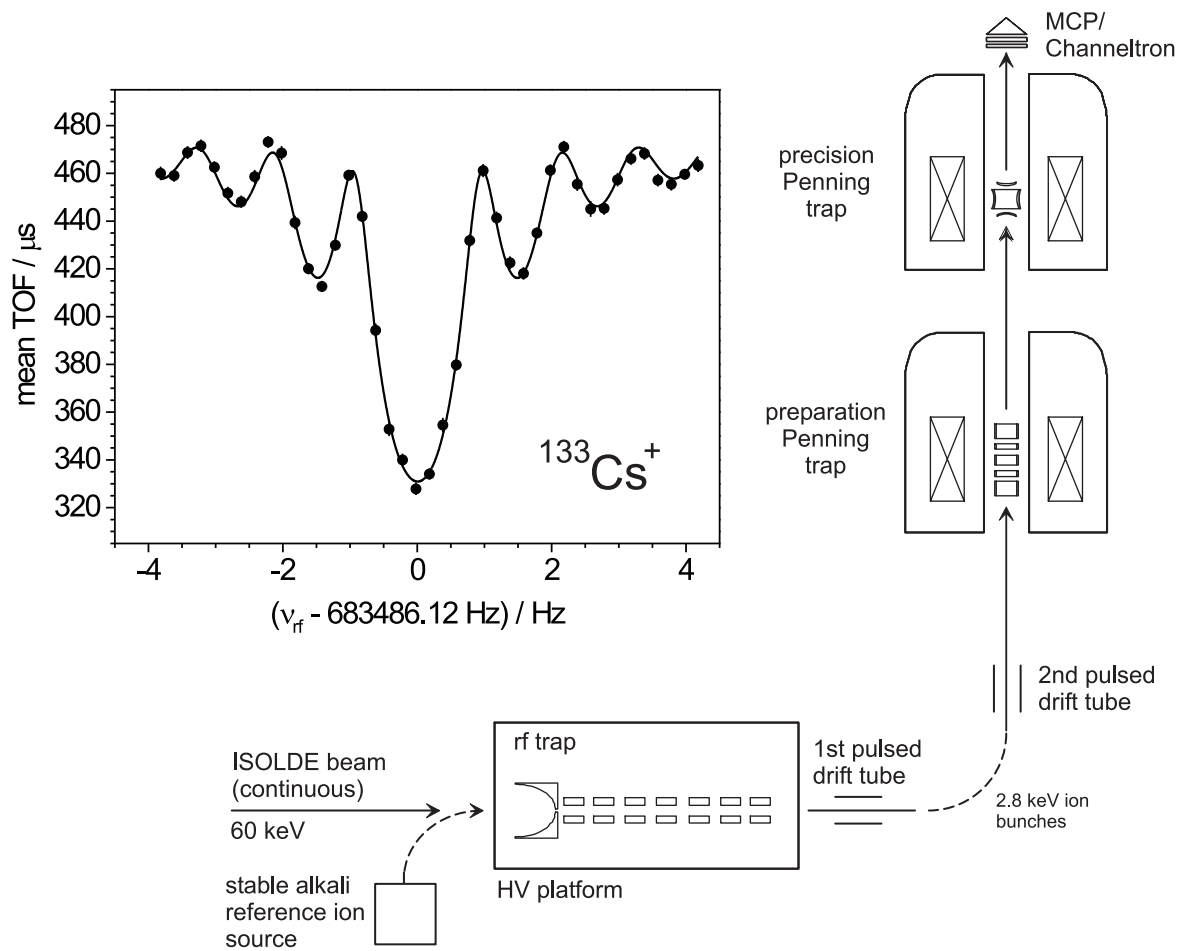 MCP/
Channeltron
precision
Penning
trap
preparation
Penning
trap
mean TOF / μs
480
460
440
420
400
380
360
340
320
¹³³Cs⁺
-4
-2
0
2
4
(ν_rf - 683486.12 Hz) / Hz
2nd pulsed
drift tube
rf trap
1st pulsed
drift tube
ISOLDE beam
(continuous)
60 keV
2.8 keV ion
bunches
HV platform
stable alkali
reference ion
source